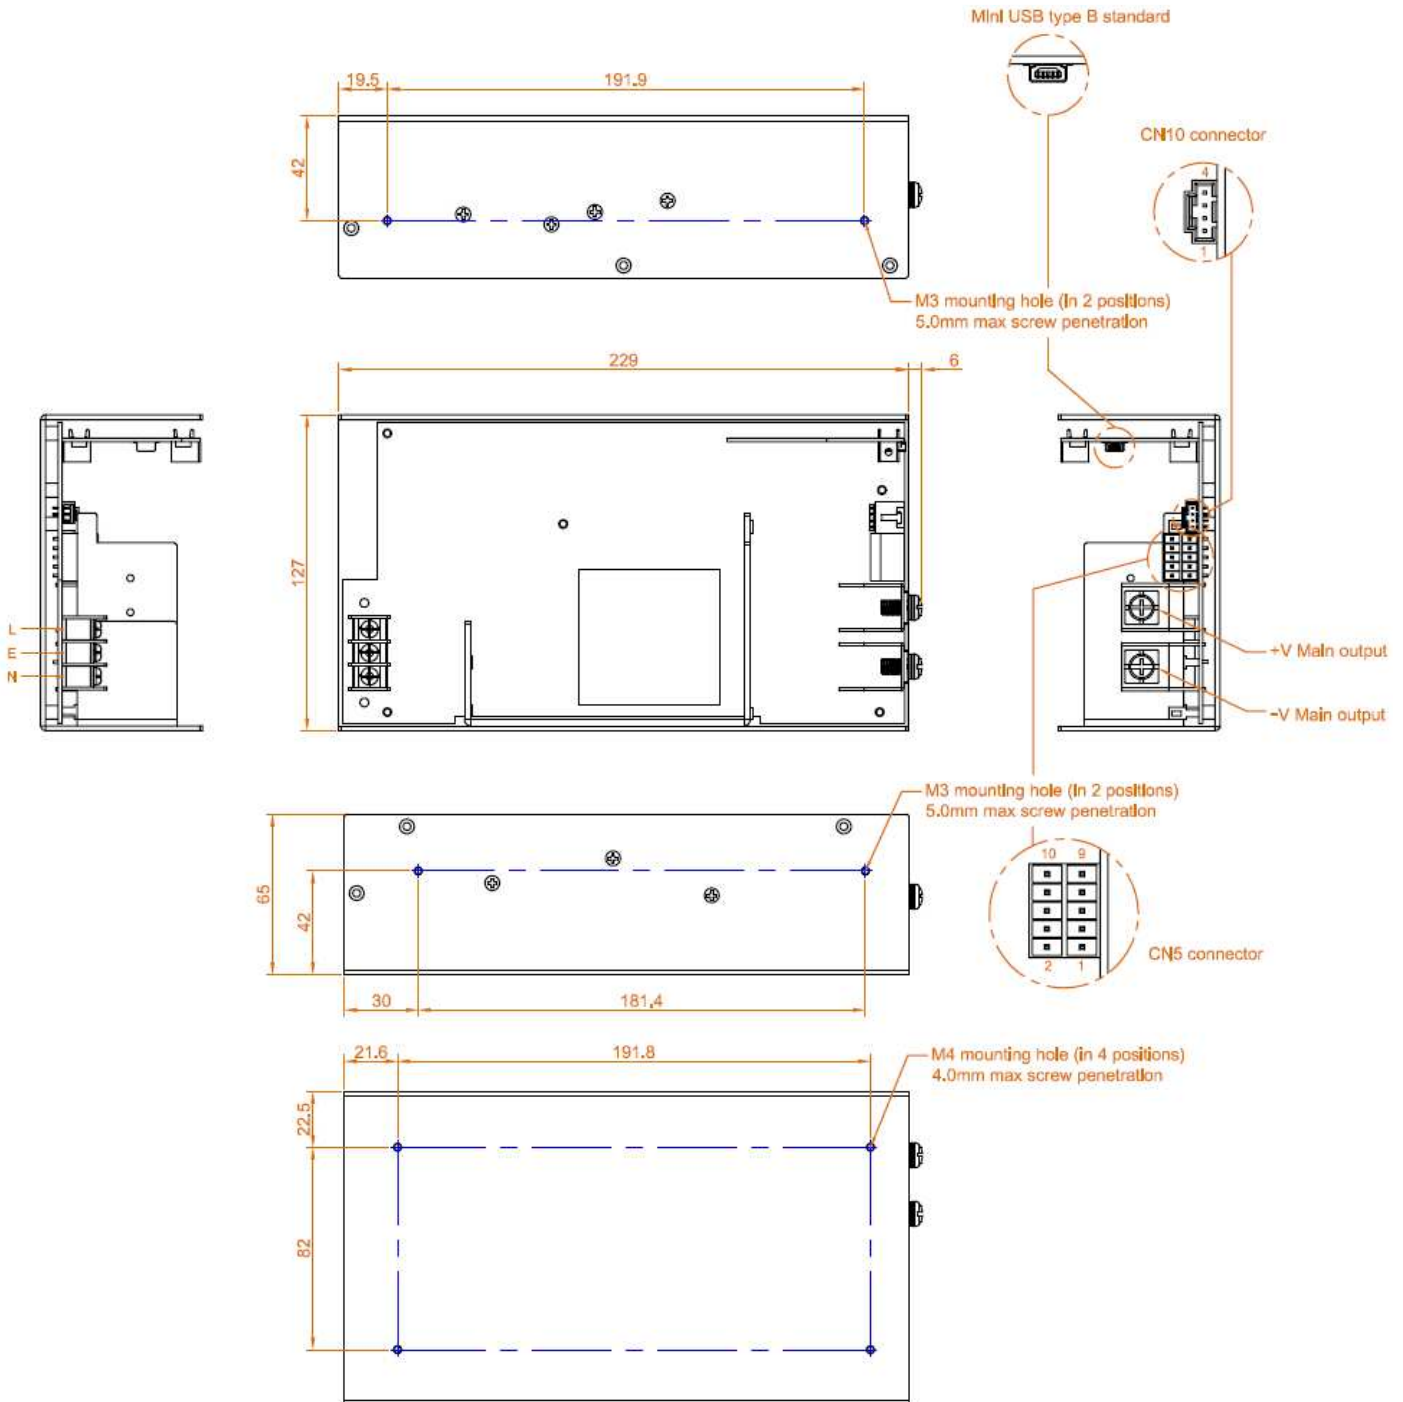 Mini USB type B standard
19.5
191.9
42
CN10 connector
4
1
M3 mounting hole (in 2 positions)
5.0mm max screw penetration
229
6
127
L
E
N
+V Main output
-V Main output
M3 mounting hole (in 2 positions)
5.0mm max screw penetration
65
42
30
181.4
10 9
2 1
CN5 connector
21.6
191.8
M4 mounting hole (in 4 positions)
4.0mm max screw penetration
22.5
82